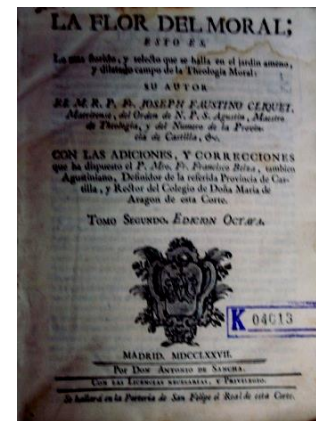 LA FLOR DEL MORAL;
ESTO ES
Lo mas florido, y selecto que se halla en el jardin ameno,
y dilatado campo de la Theologia Moral:
SU AUTOR
EL M. R. P. Fr. JOSEPH FAUSTINO CLIQUET,
Matritense, del Orden de N. P. S. Agustin, Maestro
de Theologia, y del Numero de la Provin-
cia de Castilla, &c.
CON LAS ADICIONES, Y CORRECCIONES
que ha dispuesto el P. Mro. Fr. Francisco, tambien
Agustiniano, Definidor de la referida Provincia de Cas-
tilla, y Rector del Colegio de Doña Maria de
Aragon de esta Corte.
TOMO SEGUNDO. EDICION OCTAVA.
K 04013
MADRID. MDCCLXXVII.
POR DON ANTONIO DE SANCHA.
CON LAS LICENCIAS NECESARIAS, Y PRIVILEGIO.
Se hallará en la Portería de San Felipe el Real de esta Corte.